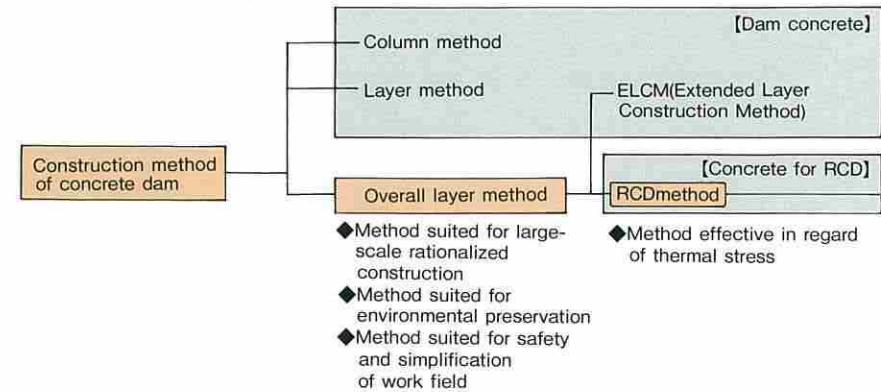 【Dam concrete】
Column method
Layer method
ELCM(Extended Layer
Construction Method)
Construction method
of concrete dam
【Concrete for RCD】
Overall layer method
RCDmethod
◆Method suited for large-
scale rationalized
construction
◆Method suited for
environmental preservation
◆Method suited for safety
and simplification
of work field
◆Method effective in regard
of thermal stress